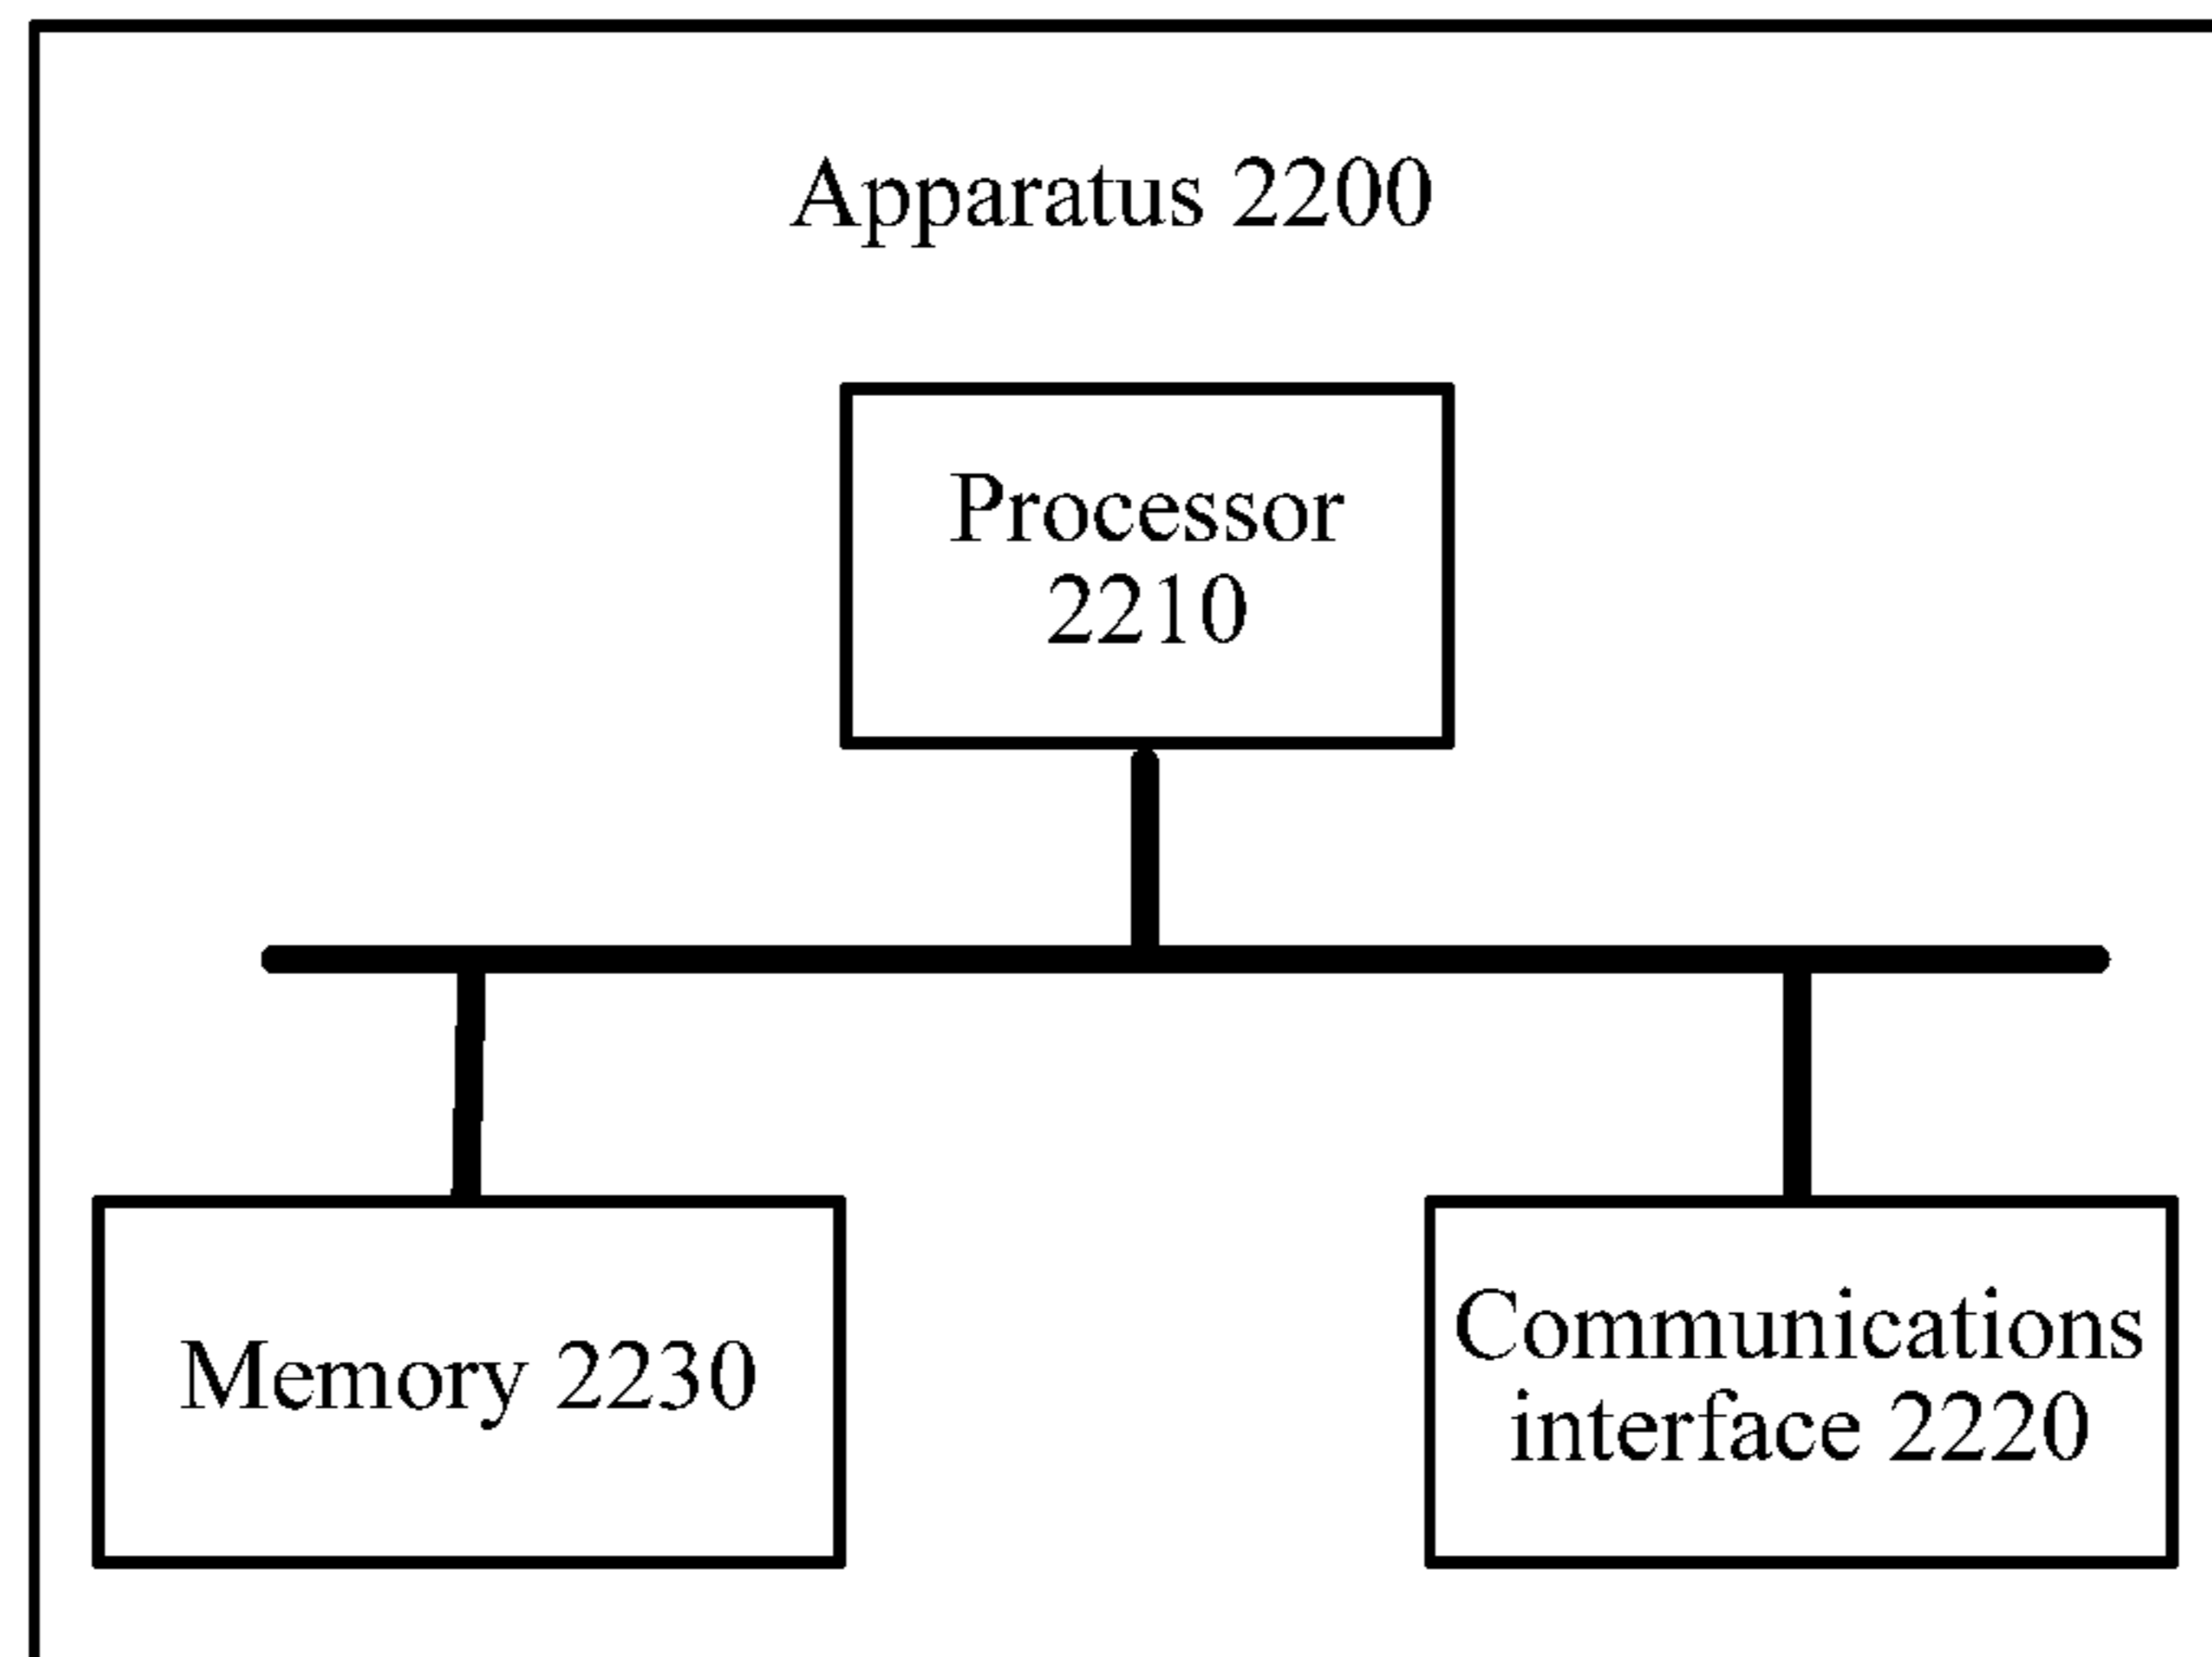 Apparatus 2200
Processor
2210
Memory 2230
Communications
interface 2220